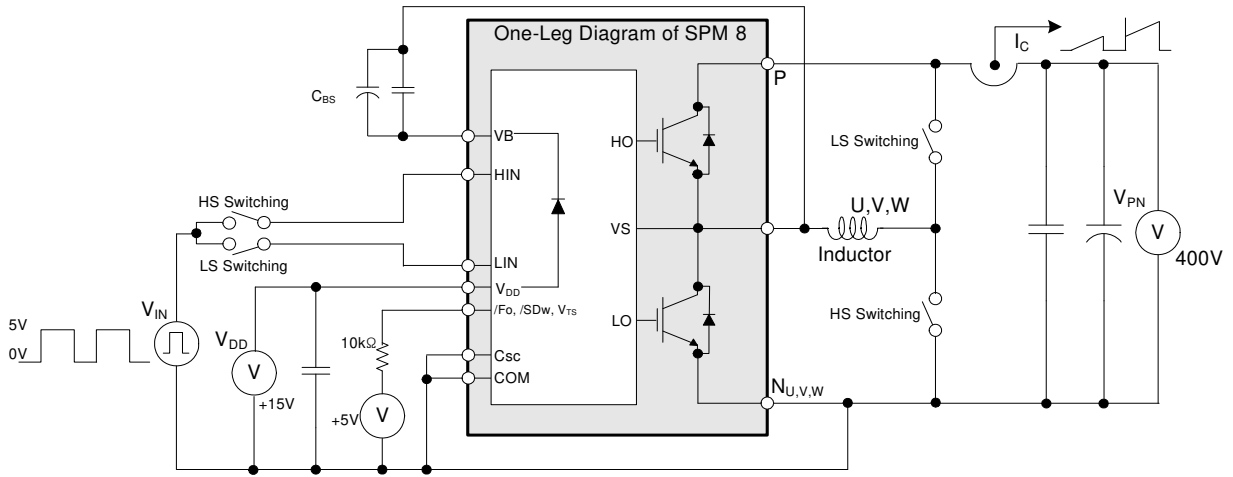 One-Leg Diagram of SPM 8
I_C
P
C_BS
VB
HO
LS Switching
HIN
HS Switching
U,V,W
V_PN
VS
V
LS Switching
LIN
Inductor
400V
V_DD
V_IN
/Fo, /SDw, V_TS
HS Switching
5V
LO
0V
V_DD
10kΩ
Csc
V
COM
N_U,V,W
+15V
+5V
V